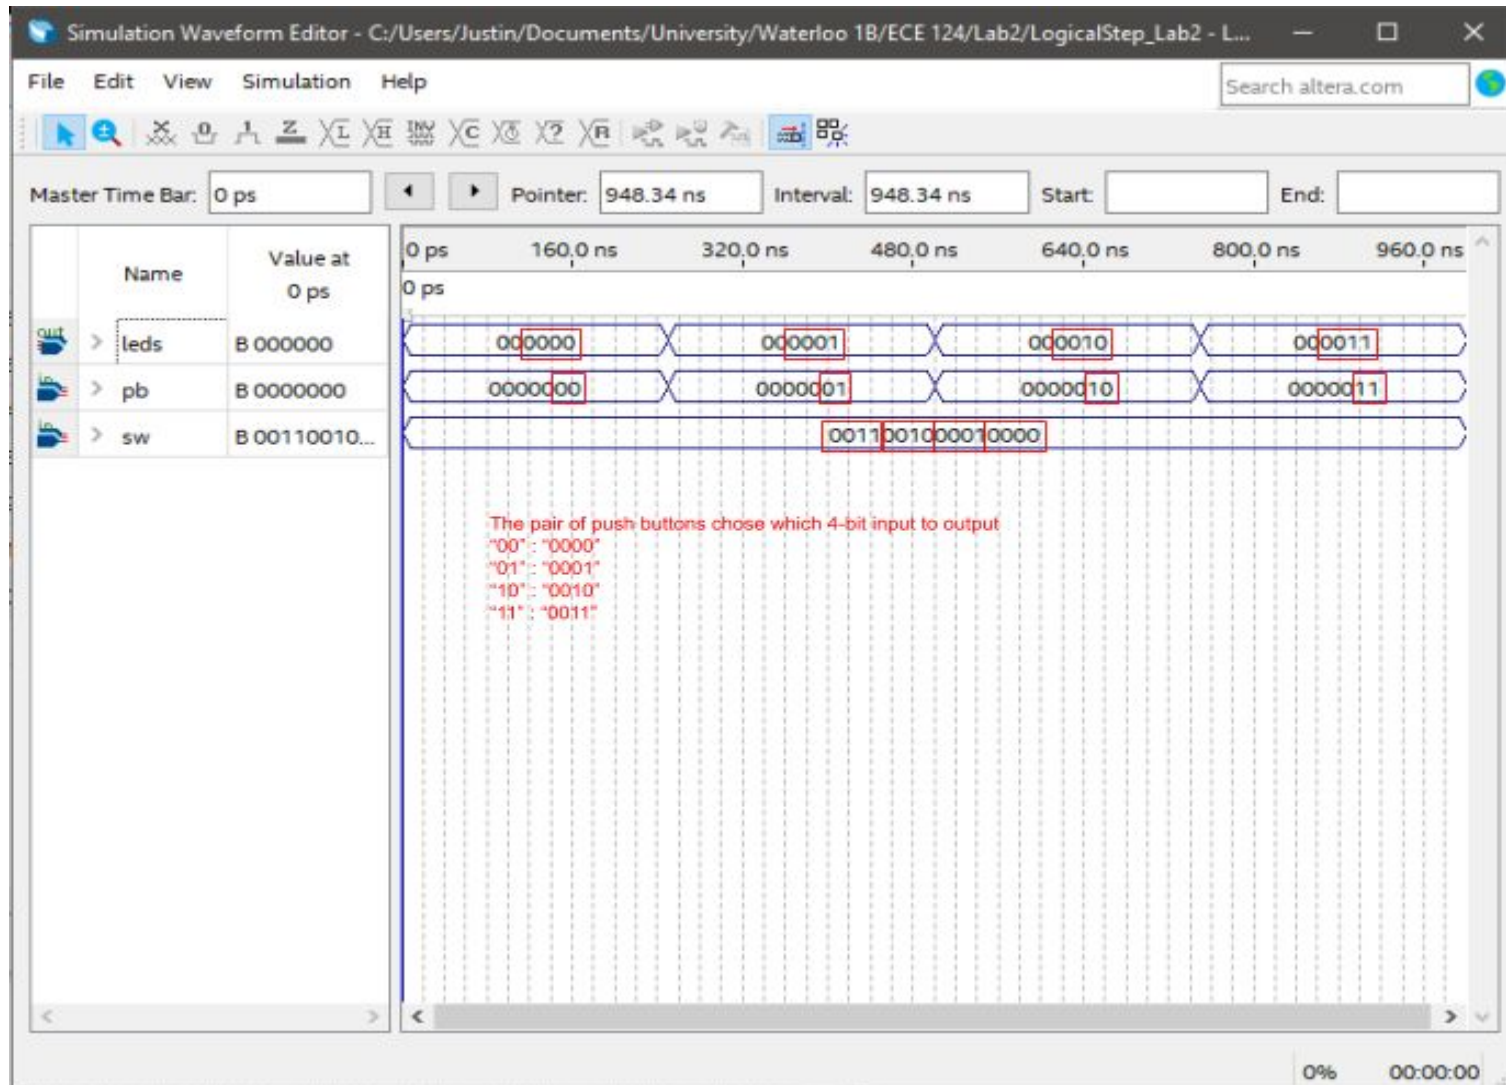 Simulation Waveform Editor - C:/Users/Justin/Documents/University/Waterloo 1B/ECE 124/Lab2/LogicalStep_Lab2 - L...
File Edit View Simulation Help
Search altera.com
Master Time Bar: 0 ps Pointer: 948.34 ns Interval: 948.34 ns Start: End:
Name Value at 0 ps
0 ps 160.0 ns 320.0 ns 480.0 ns 640.0 ns 800.0 ns 960.0 ns
0 ps
leds B 000000 000000 000001 000010 000011
pb B 0000000 0000000 0000001 0000010 0000011
sw B 00110010... 0011001000010000
The pair of push buttons chose which 4-bit input to output
"00" : "0000"
"01" : "0001"
"10" : "0010"
"11" : "0011"
0% 00:00:00